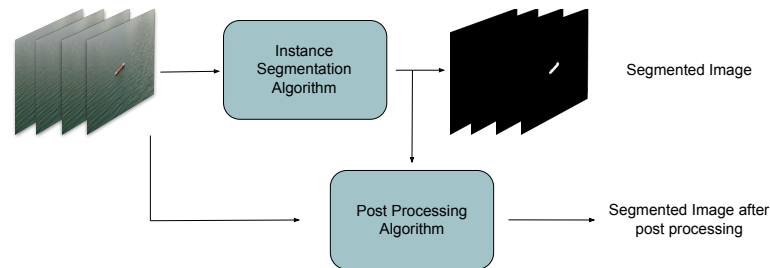 Instance
Segmentation
Algorithm
Segmented Image
Post Processing
Algorithm
Segmented Image after
post processing